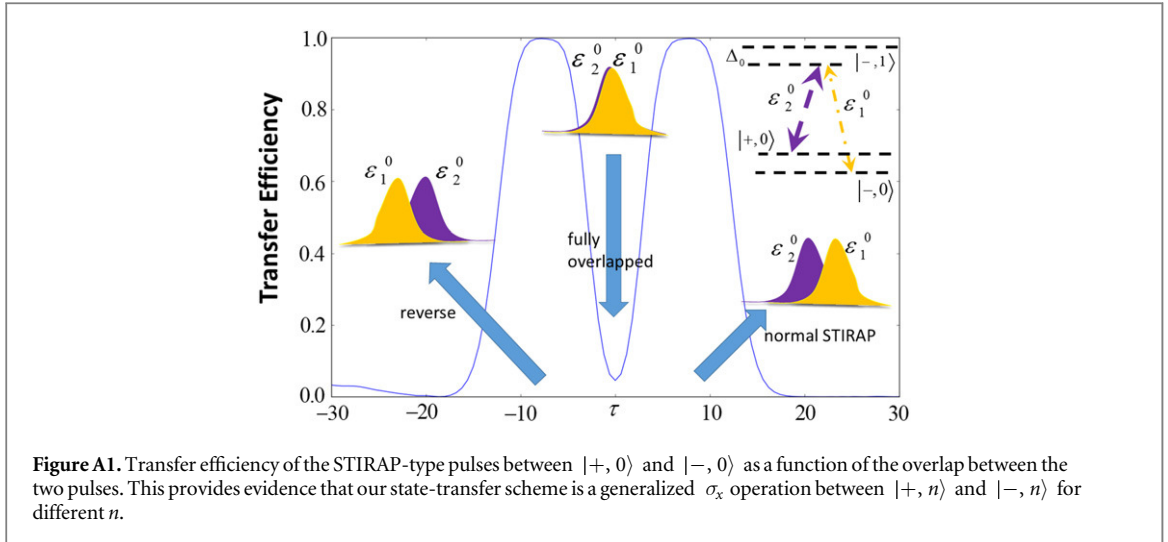 Transfer Efficiency
1.0
0.8
0.6
0.4
0.2
0.0
−30
−20
−10
τ
10
20
30
ε₁⁰ ε₂⁰
reverse
ε₂⁰ ε₁⁰
fully
overlapped
ε₂⁰ ε₁⁰
normal STIRAP
Δ₀
|−,1⟩
ε₂⁰ ε₁⁰
|+,0⟩
|−,0⟩
Figure A1. Transfer efficiency of the STIRAP-type pulses between |+, 0⟩ and |−, 0⟩ as a function of the overlap between the
two pulses. This provides evidence that our state-transfer scheme is a generalized σₓ operation between |+, n⟩ and |−, n⟩ for
different n.